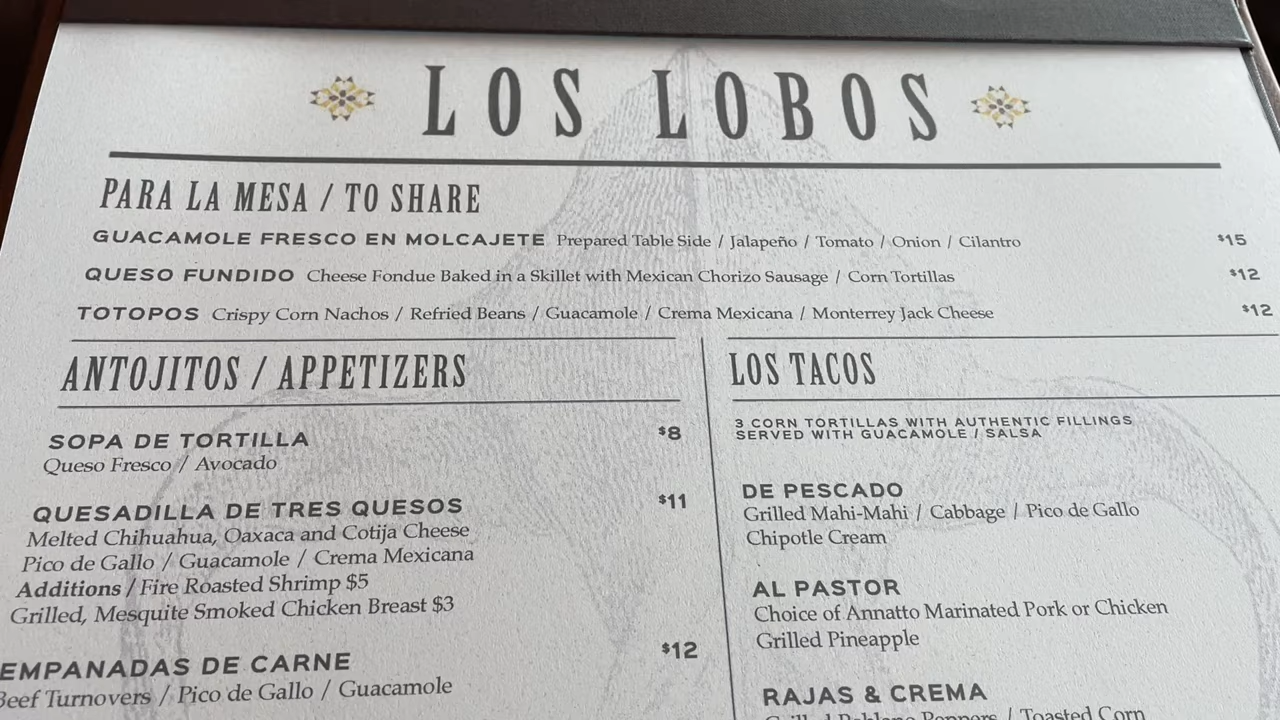 LOS LOBOS
PARA LA MESA / TO SHARE
GUACAMOLE FRESCO EN MOLCAJETE Prepared Table Side / Jalapeño / Tomato / Onion / Cilantro $15
QUESO FUNDIDO Cheese Fondue Baked in a Skillet with Mexican Chorizo Sausage / Corn Tortillas $12
TOTOPOS Crispy Corn Nachos / Refried Beans / Guacamole / Crema Mexicana / Monterrey Jack Cheese $12
ANTOJITOS / APPETIZERS
SOPA DE TORTILLA $8
Queso Fresco / Avocado
QUESADILLA DE TRES QUESOS $11
Melted Chihuahua, Oaxaca and Cotija Cheese
Pico de Gallo / Guacamole / Crema Mexicana
Additions / Fire Roasted Shrimp $5
Grilled, Mesquite Smoked Chicken Breast $3
EMPANADAS DE CARNE $12
Beef Turnovers / Pico de Gallo / Guacamole
LOS TACOS
3 CORN TORTILLAS WITH AUTHENTIC FILLINGS
SERVED WITH GUACAMOLE / SALSA
DE PESCADO
Grilled Mahi-Mahi / Cabbage / Pico de Gallo
Chipotle Cream
AL PASTOR
Choice of Annatto Marinated Pork or Chicken
Grilled Pineapple
RAJAS & CREMA
Grilled Poblano Peppers / Toasted Corn